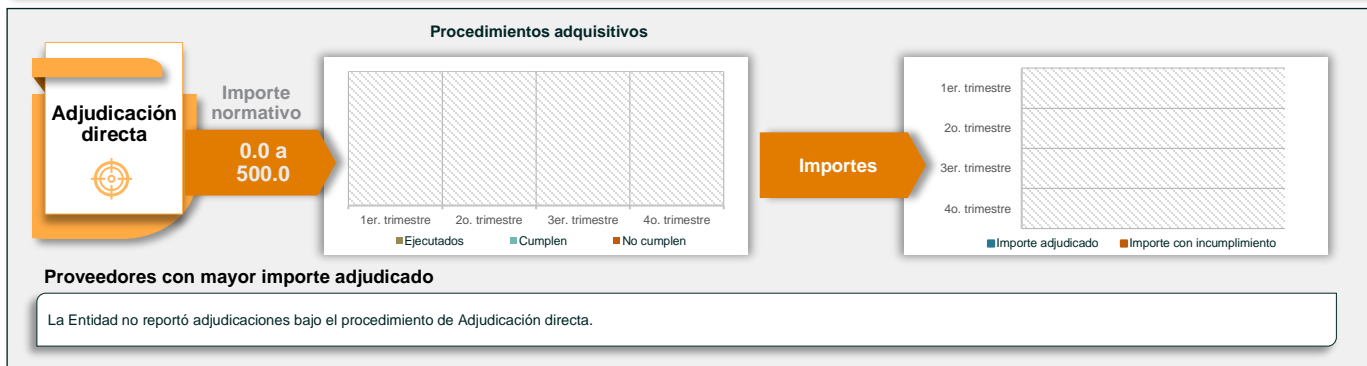 Procedimientos adquisitivos
Adjudicación
directa
Importe
normativo
0.0 a
500.0
1er. trimestre 2o. trimestre 3er. trimestre 4o. trimestre
Ejecutados Cumplen No cumplen
Importes
1er. trimestre
2o. trimestre
3er. trimestre
4o. trimestre
Importe adjudicado Importe con incumplimiento
Proveedores con mayor importe adjudicado
La Entidad no reportó adjudicaciones bajo el procedimiento de Adjudicación directa.